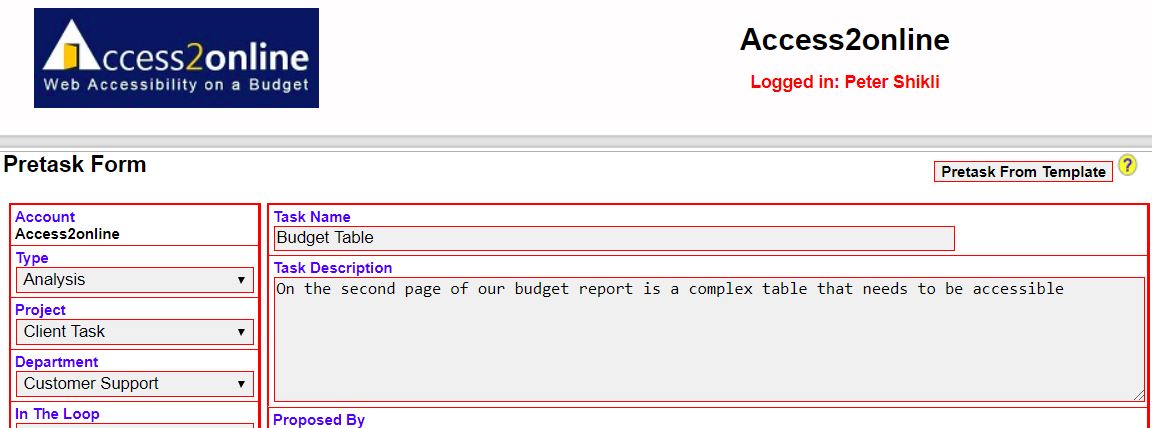 Access2online
Web Accessibility on a Budget
Access2online
Logged in: Peter Shikli
Pretask Form
Pretask From Template
?
Account
Access2online
Type
Analysis
Project
Client Task
Department
Customer Support
In The Loop
Task Name
Budget Table
Task Description
On the second page of our budget report is a complex table that needs to be accessible
Proposed By